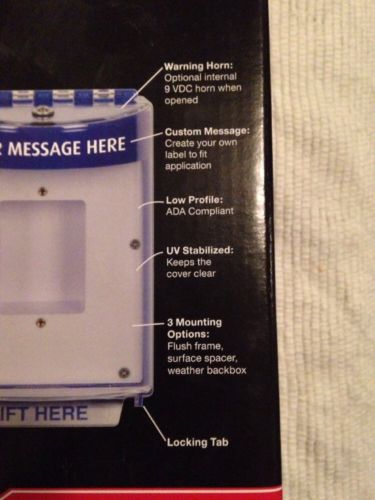 Warning Horn:
Optional internal
9 VDC horn when
opened
R MESSAGE HERE
Custom Message:
Create your own
label to fit
application
Low Profile:
ADA Compliant
UV Stabilized:
Keeps the
cover clear
3 Mounting
Options:
Flush frame,
surface spacer,
weather backbox
IFT HERE
Locking Tab